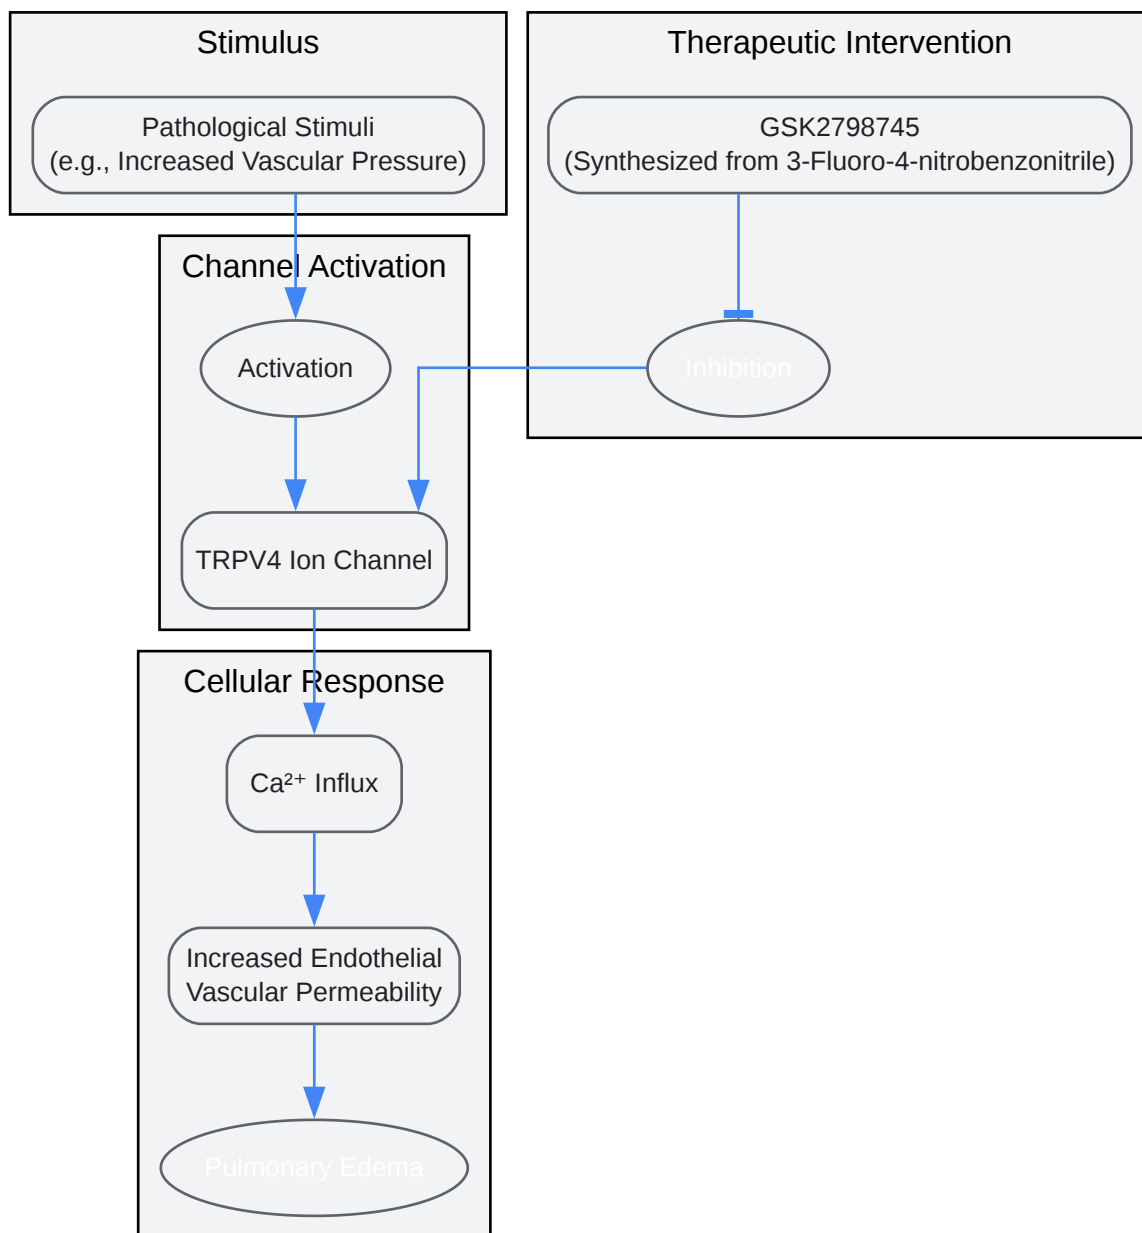 Stimulus
Pathological Stimuli
(e.g., Increased Vascular Pressure)
Therapeutic Intervention
GSK2798745
(Synthesized from 3-Fluoro-4-nitrobenzonitrile)
Inhibition
Channel Activation
Activation
TRPV4 Ion Channel
Cellular Response
Ca²⁺ Influx
Increased Endothelial
Vascular Permeability
Pulmonary Edema